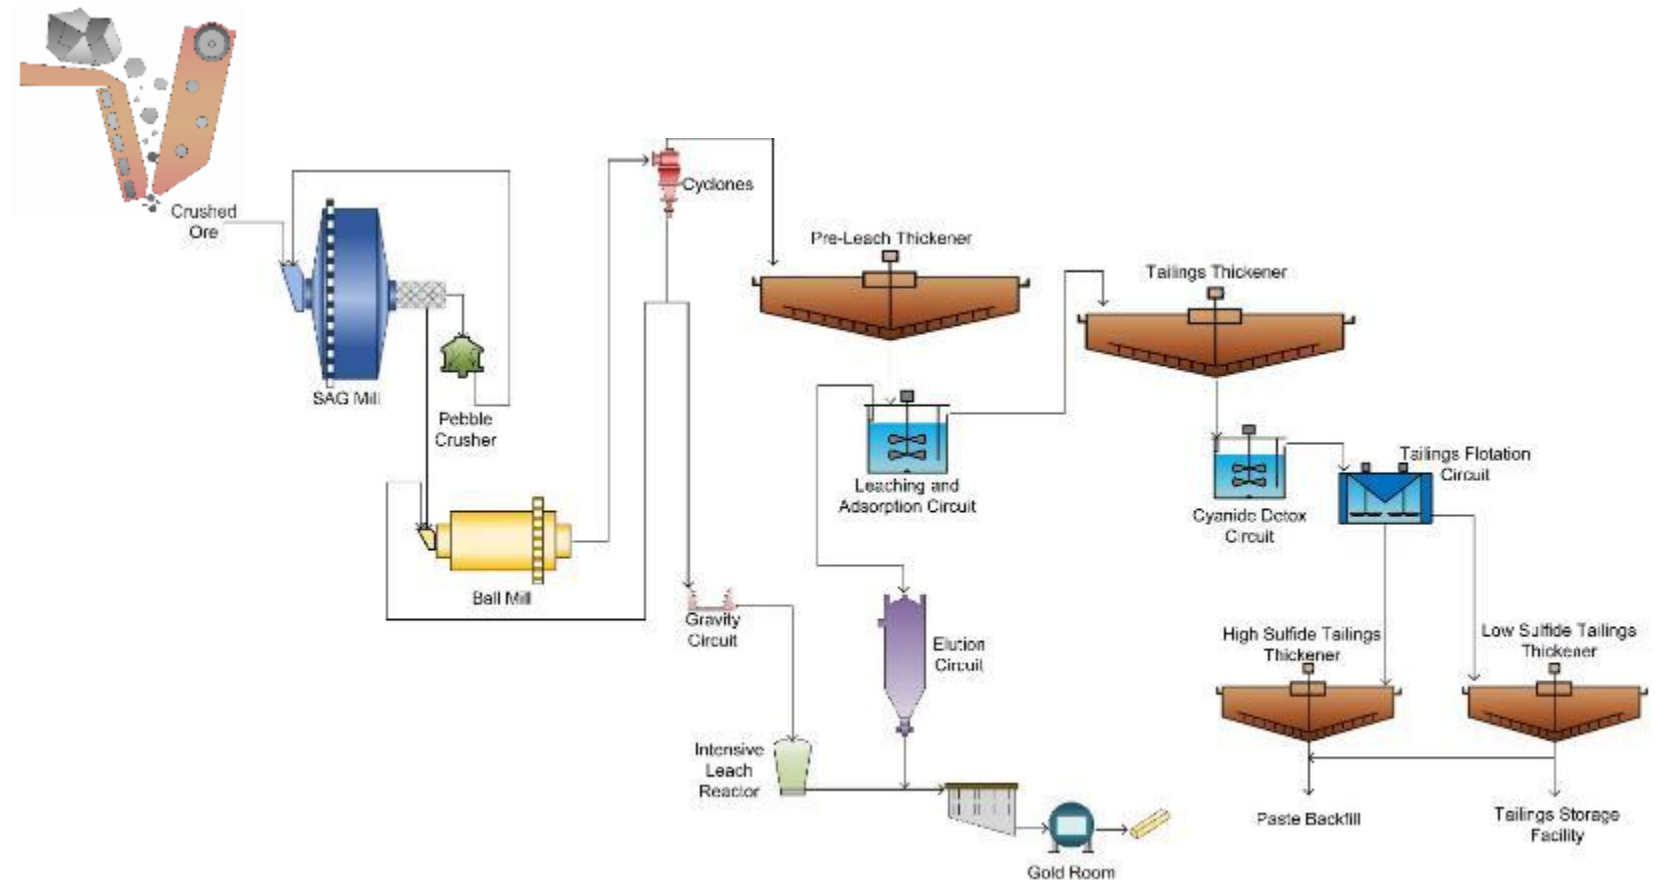 Crushed
Ore
SAG Mill
Pebble
Crusher
Ball Mill
Cyclones
Gravity
Circuit
Intensive
Leach
Reactor
Pre-Leach Thickener
Leaching and
Adsorption Circuit
Elution
Circuit
Gold Room
Tailings Thickener
Cyanide Detox
Circuit
Tailings Flotation
Circuit
High Sulfide Tailings
Thickener
Low Sulfide Tailings
Thickener
Paste Backfill
Tailings Storage
Facility